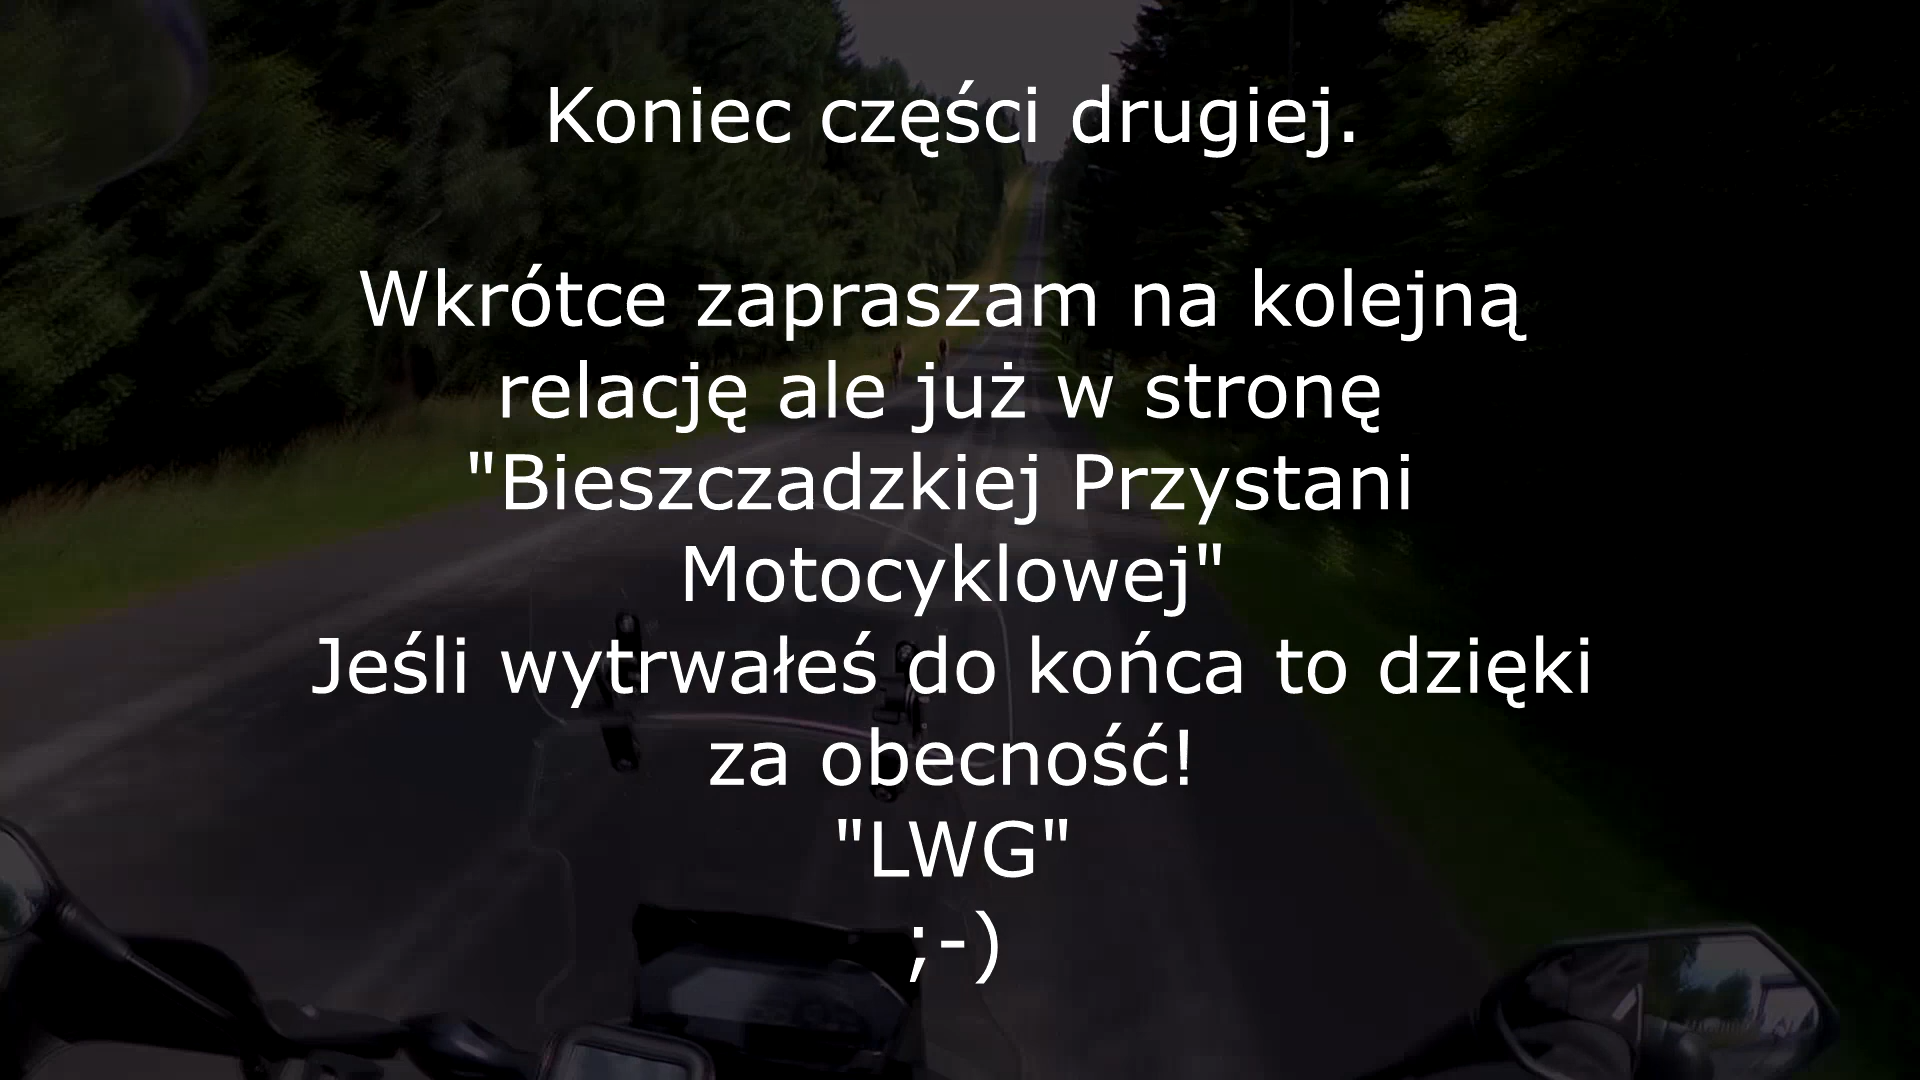 Koniec części drugiej.
Wkrótce zapraszam na kolejną
relację ale już w stronę
"Bieszczadzkiej Przystani
Motocyklowej"
Jeśli wytrwałeś do końca to dzięki
za obecność!
"LWG"
;-)